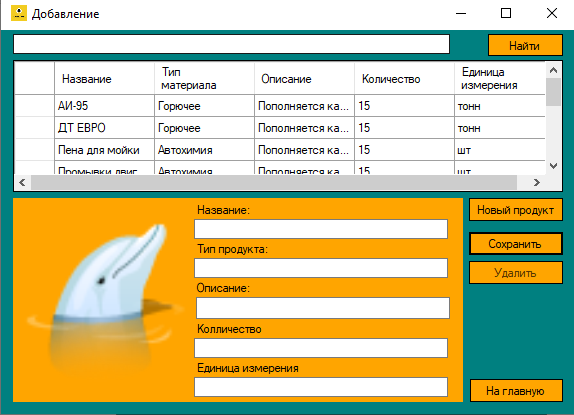 Добавление
Найти
Название Тип материала Описание Количество Единица измерения
АИ-95 Горючее Пополняется ка... 15 тонн
ДТ ЕВРО Горючее Пополняется ка... 15 тонн
Пена для мойки Автохимия Пополняется ка... 15 шт
Промывки двиг... Автохимия Пополняется ка... 15 шт
Название:
Новый продукт
Тип продукта:
Сохранить
Удалить
Описание:
Колличество
Единица измерения
На главную